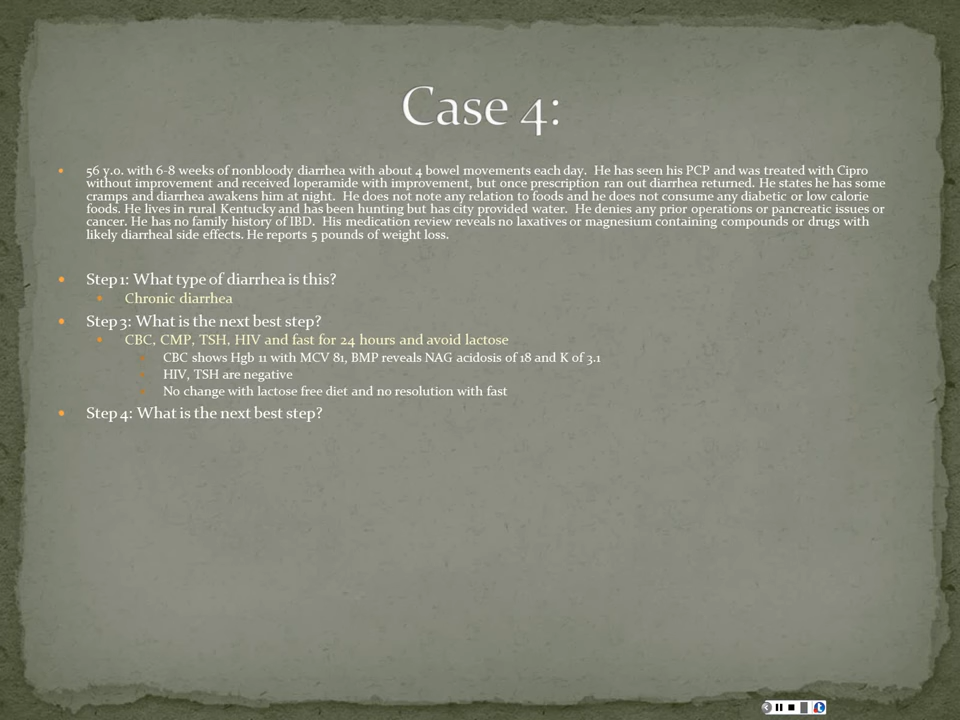 Case 4:
56 y.o. with 6-8 weeks of nonbloody diarrhea with about 4 bowel movements each day.  He has seen his PCP and was treated with Cipro
without improvement and received loperamide with improvement, but once prescription ran out diarrhea returned. He states he has some
cramps and diarrhea awakens him at night.  He does not note any relation to foods and he does not consume any diabetic or low calorie
foods. He lives in rural Kentucky and has been hunting but has city provided water.  He denies any prior operations or pancreatic issues or
cancer. He has no family history of IBD.  His medication review reveals no laxatives or magnesium containing compounds or drugs with
likely diarrheal side effects. He reports 5 pounds of weight loss.
Step 1: What type of diarrhea is this?
Chronic diarrhea
Step 3: What is the next best step?
CBC, CMP, TSH, HIV and fast for 24 hours and avoid lactose
CBC shows Hgb 11 with MCV 81, BMP reveals NAG acidosis of 18 and K of 3.1
HIV, TSH are negative
No change with lactose free diet and no resolution with fast
Step 4: What is the next best step?